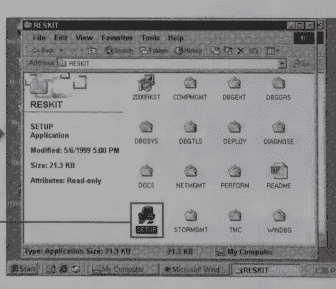 RESKIT
File Edit View Favorites Tools Help
Back Search Folders History
Address RESKIT Go
RESKIT
SETUP
Application
Modified: 5/6/1999 5:00 PM
Size: 21.3 KB
Attributes: Read-only
2000RKST COMPMGMT DBGEXT DBGSRS
DBGSYS DBGTLS DEPLOY DIAGNOSE
DOCS NETMGMT PERFORM README
SETUP STORMGMT TMC WINDBG
Type: Application Size: 21.3 KB 21.3 KB My Computer
Start My Computer Microsoft Wind RESKIT